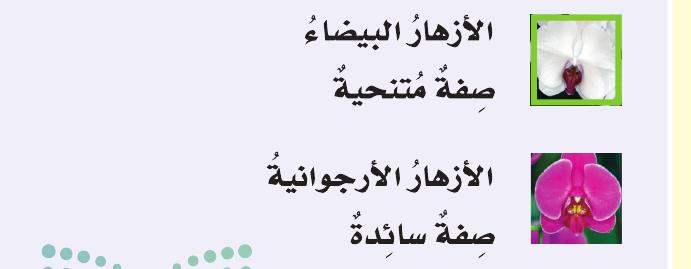 الأزهارُ البيضاءُ
صِفةٌ مُتنحيةٌ
الأزهارُ الأرجوانيةُ
صِفةٌ سائِدةٌ